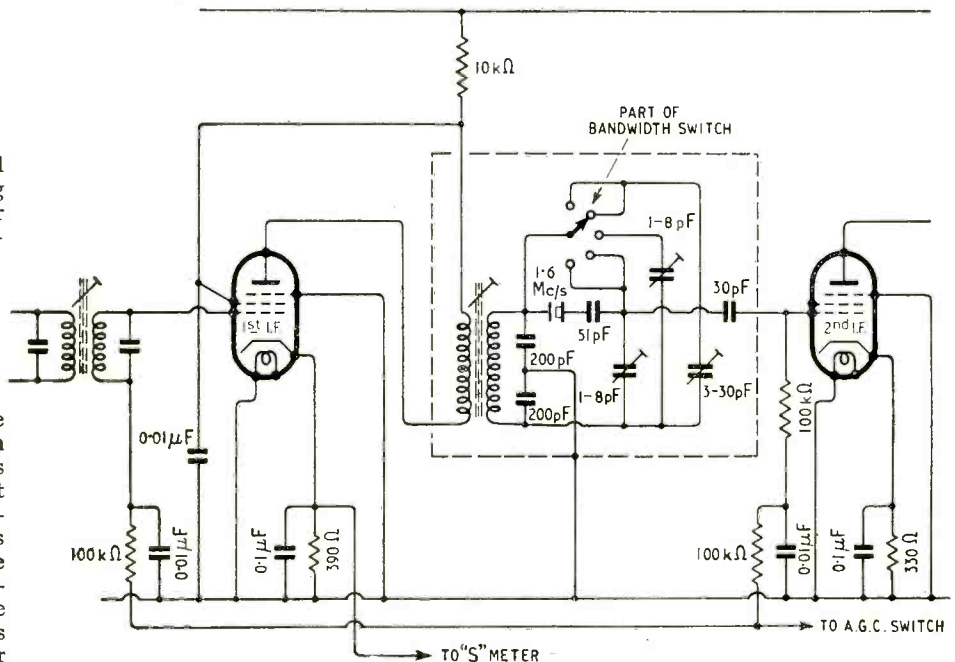 10kΩ
PART OF
BANDWIDTH SWITCH
1-8pF
1·6
Mc/s
30pF
1st I.F.
51pF
2nd I.F.
200pF
200pF
1-8pF
3-30pF
0·01µF
100kΩ
100kΩ
0·01µF
0·1µF
390Ω
100kΩ
0·01µF
0·1µF
330Ω
TO A.G.C. SWITCH
TO "S" METER